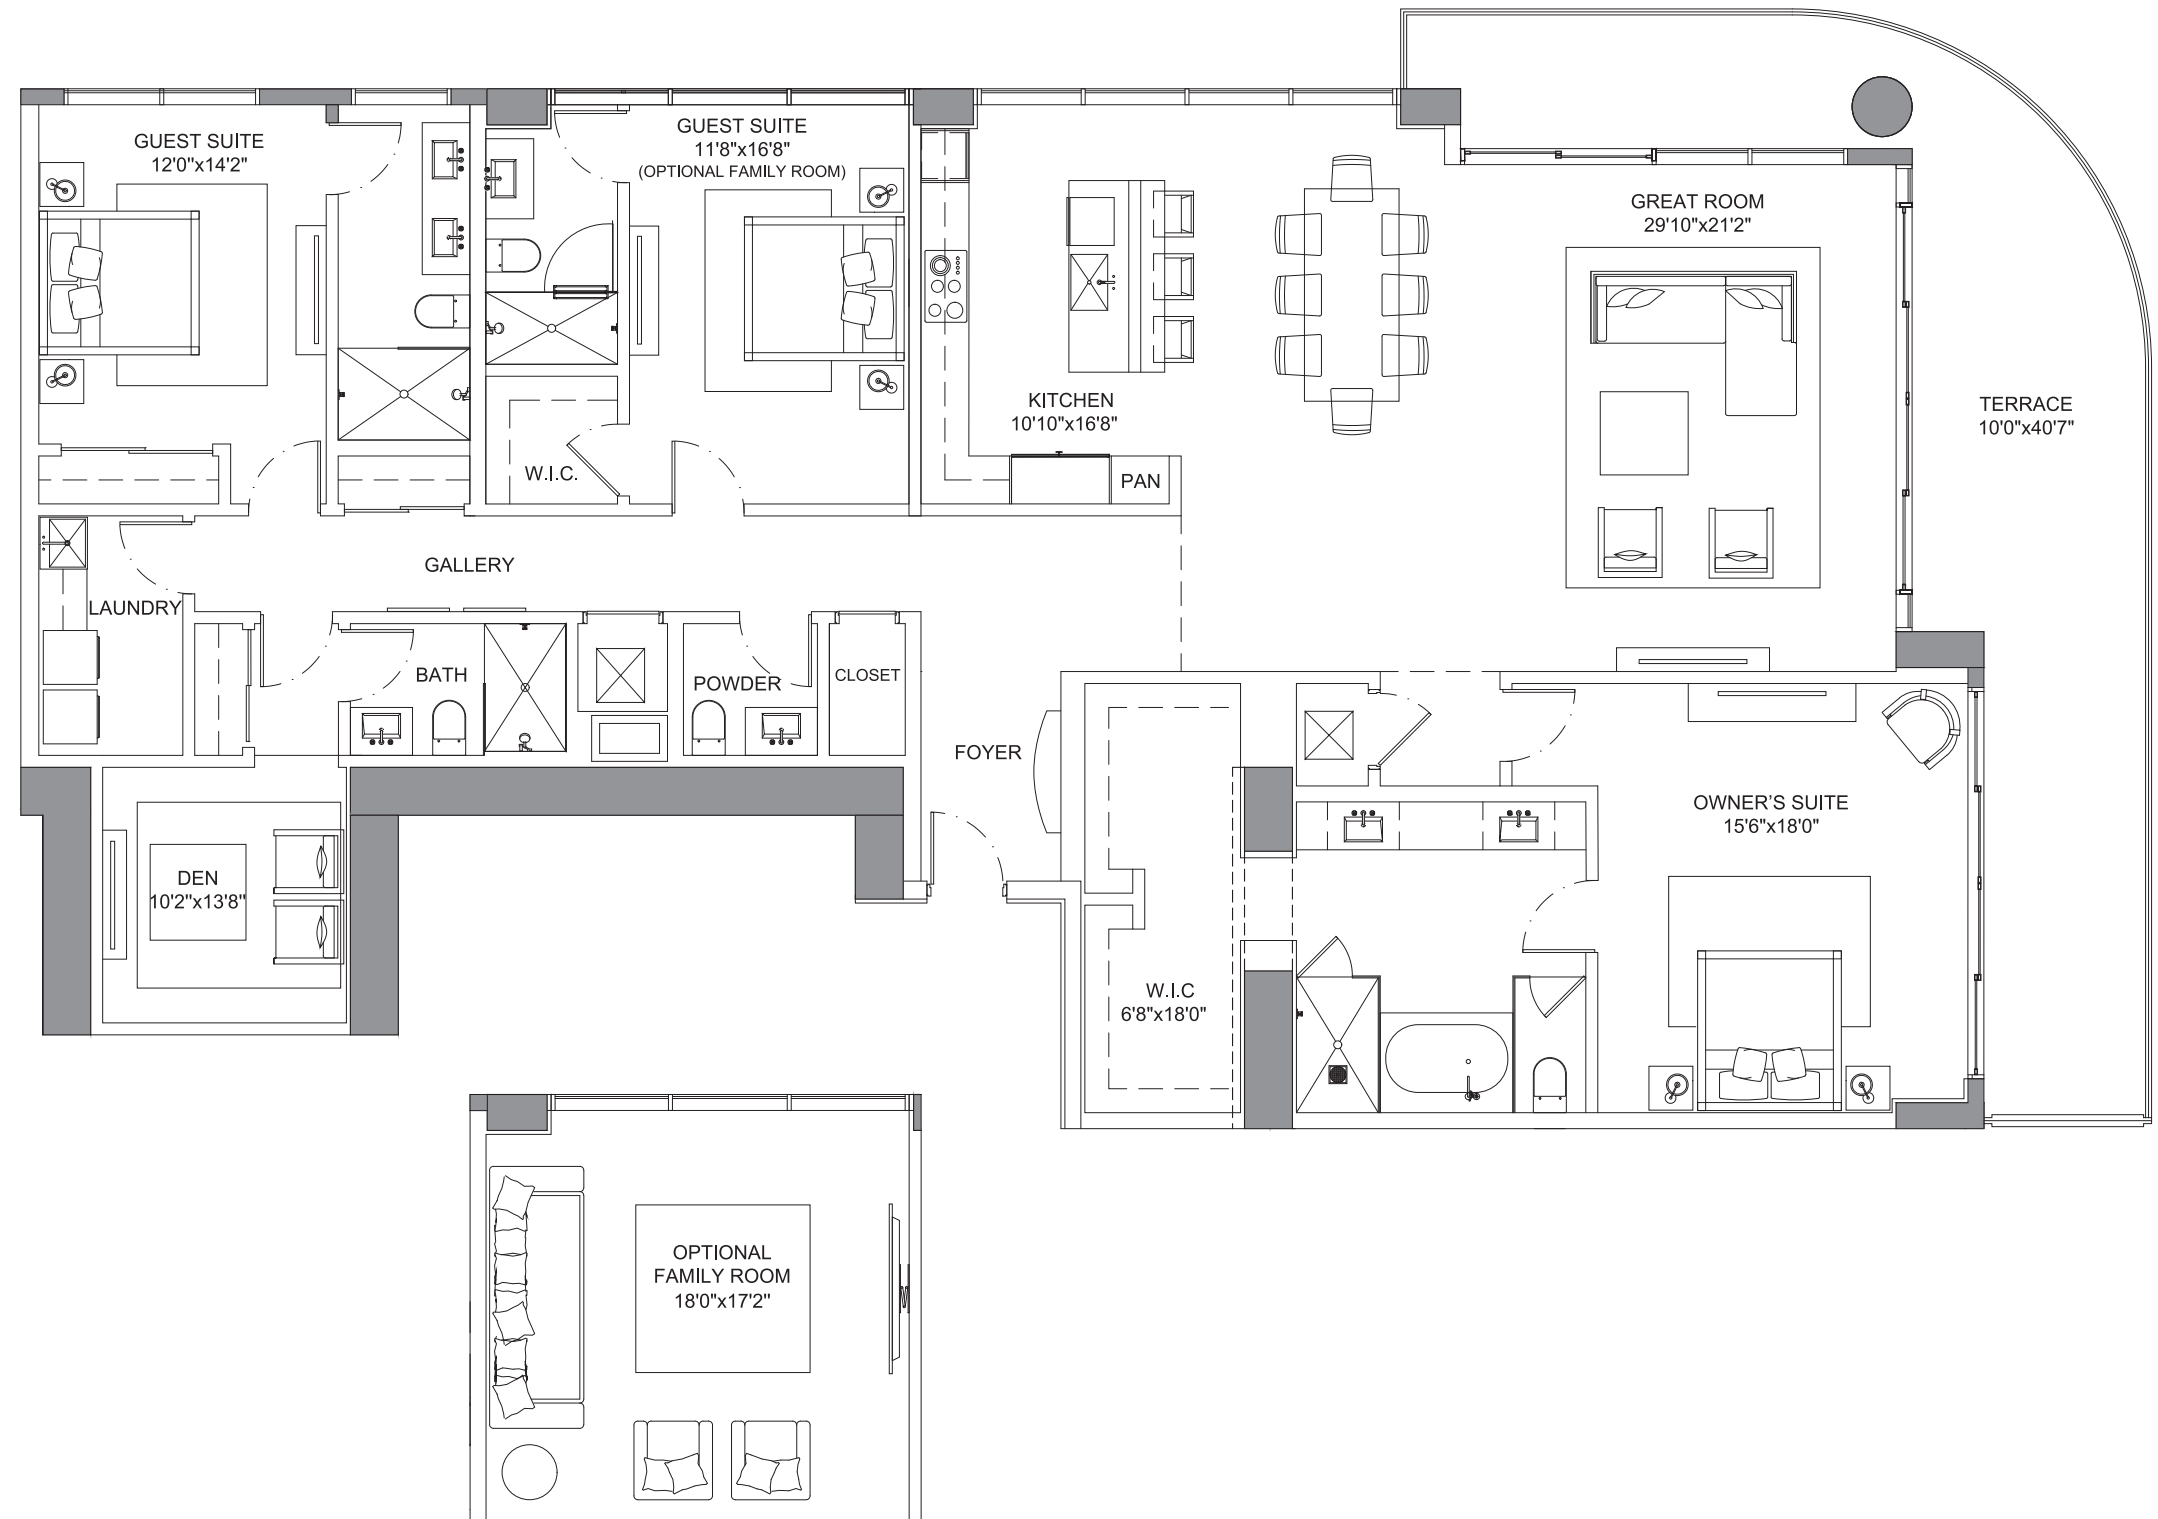 GUEST SUITE
12'0"x14'2"
GUEST SUITE
11'8"x16'8"
(OPTIONAL FAMILY ROOM)
GREAT ROOM
29'10"x21'2"
KITCHEN
10'10"x16'8"
TERRACE
10'0"x40'7"
W.I.C.
PAN
GALLERY
LAUNDRY
BATH
POWDER
CLOSET
FOYER
OWNER'S SUITE
15'6"x18'0"
DEN
10'2"x13'8"
W.I.C
6'8"x18'0"
OPTIONAL
FAMILY ROOM
18'0"x17'2"